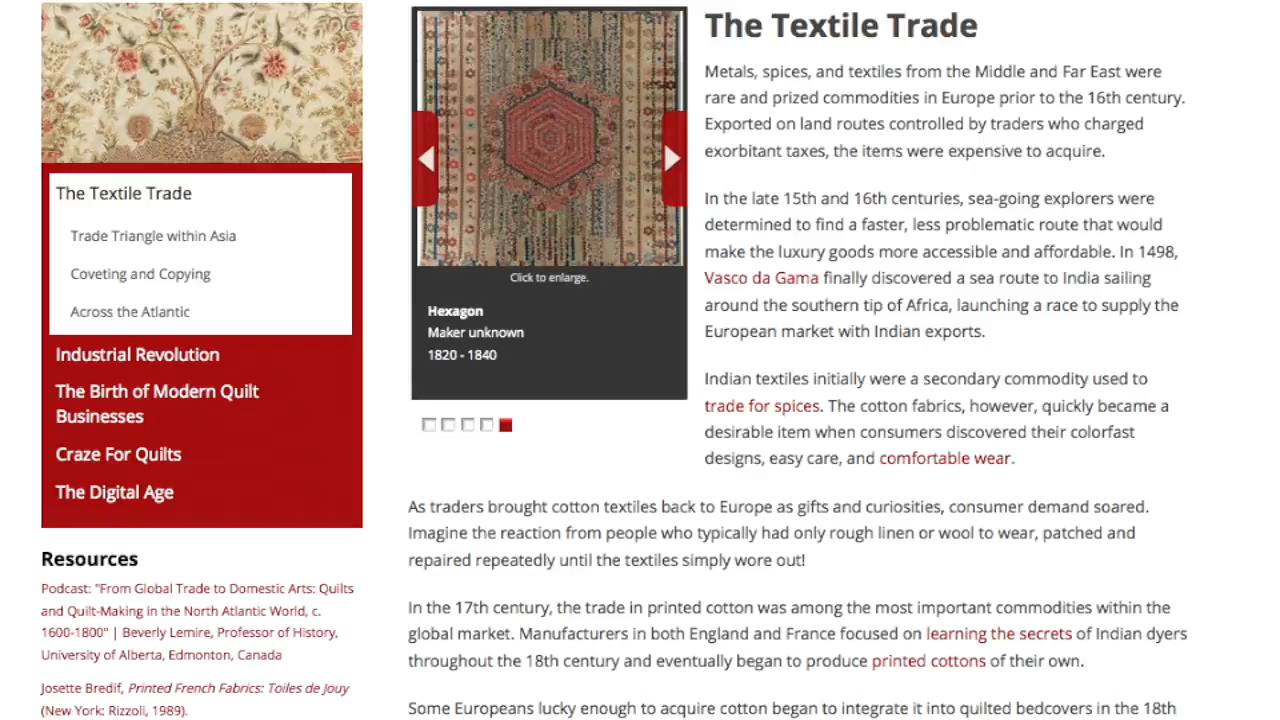 The Textile Trade
Trade Triangle within Asia
Coveting and Copying
Across the Atlantic
Industrial Revolution
The Birth of Modern Quilt
Businesses
Craze For Quilts
The Digital Age
Resources
Podcast: "From Global Trade to Domestic Arts: Quilts
and Quilt-Making in the North Atlantic World, c.
1600-1800" | Beverly Lemire, Professor of History,
University of Alberta, Edmonton, Canada
Josette Bredif, Printed French Fabrics: Toiles de Jouy
(New York: Rizzoli, 1989).
Click to enlarge.
Hexagon
Maker unknown
1820 - 1840
The Textile Trade
Metals, spices, and textiles from the Middle and Far East were
rare and prized commodities in Europe prior to the 16th century.
Exported on land routes controlled by traders who charged
exorbitant taxes, the items were expensive to acquire.
In the late 15th and 16th centuries, sea-going explorers were
determined to find a faster, less problematic route that would
make the luxury goods more accessible and affordable. In 1498,
Vasco da Gama finally discovered a sea route to India sailing
around the southern tip of Africa, launching a race to supply the
European market with Indian exports.
Indian textiles initially were a secondary commodity used to
trade for spices. The cotton fabrics, however, quickly became a
desirable item when consumers discovered their colorfast
designs, easy care, and comfortable wear.
As traders brought cotton textiles back to Europe as gifts and curiosities, consumer demand soared.
Imagine the reaction from people who typically had only rough linen or wool to wear, patched and
repaired repeatedly until the textiles simply wore out!
In the 17th century, the trade in printed cotton was among the most important commodities within the
global market. Manufacturers in both England and France focused on learning the secrets of Indian dyers
throughout the 18th century and eventually began to produce printed cottons of their own.
Some Europeans lucky enough to acquire cotton began to integrate it into quilted bedcovers in the 18th